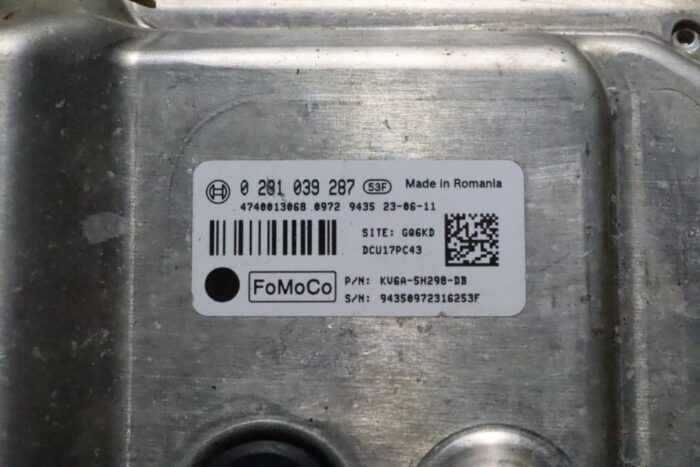 0 281 039 287 53F Made in Romania
4740013068 0972 9435 23-06-11
SITE: GQ6KD
DCU17PC43
FoMoCo
P/N: KV6A-5H298-DB
S/N: 94350972316253F